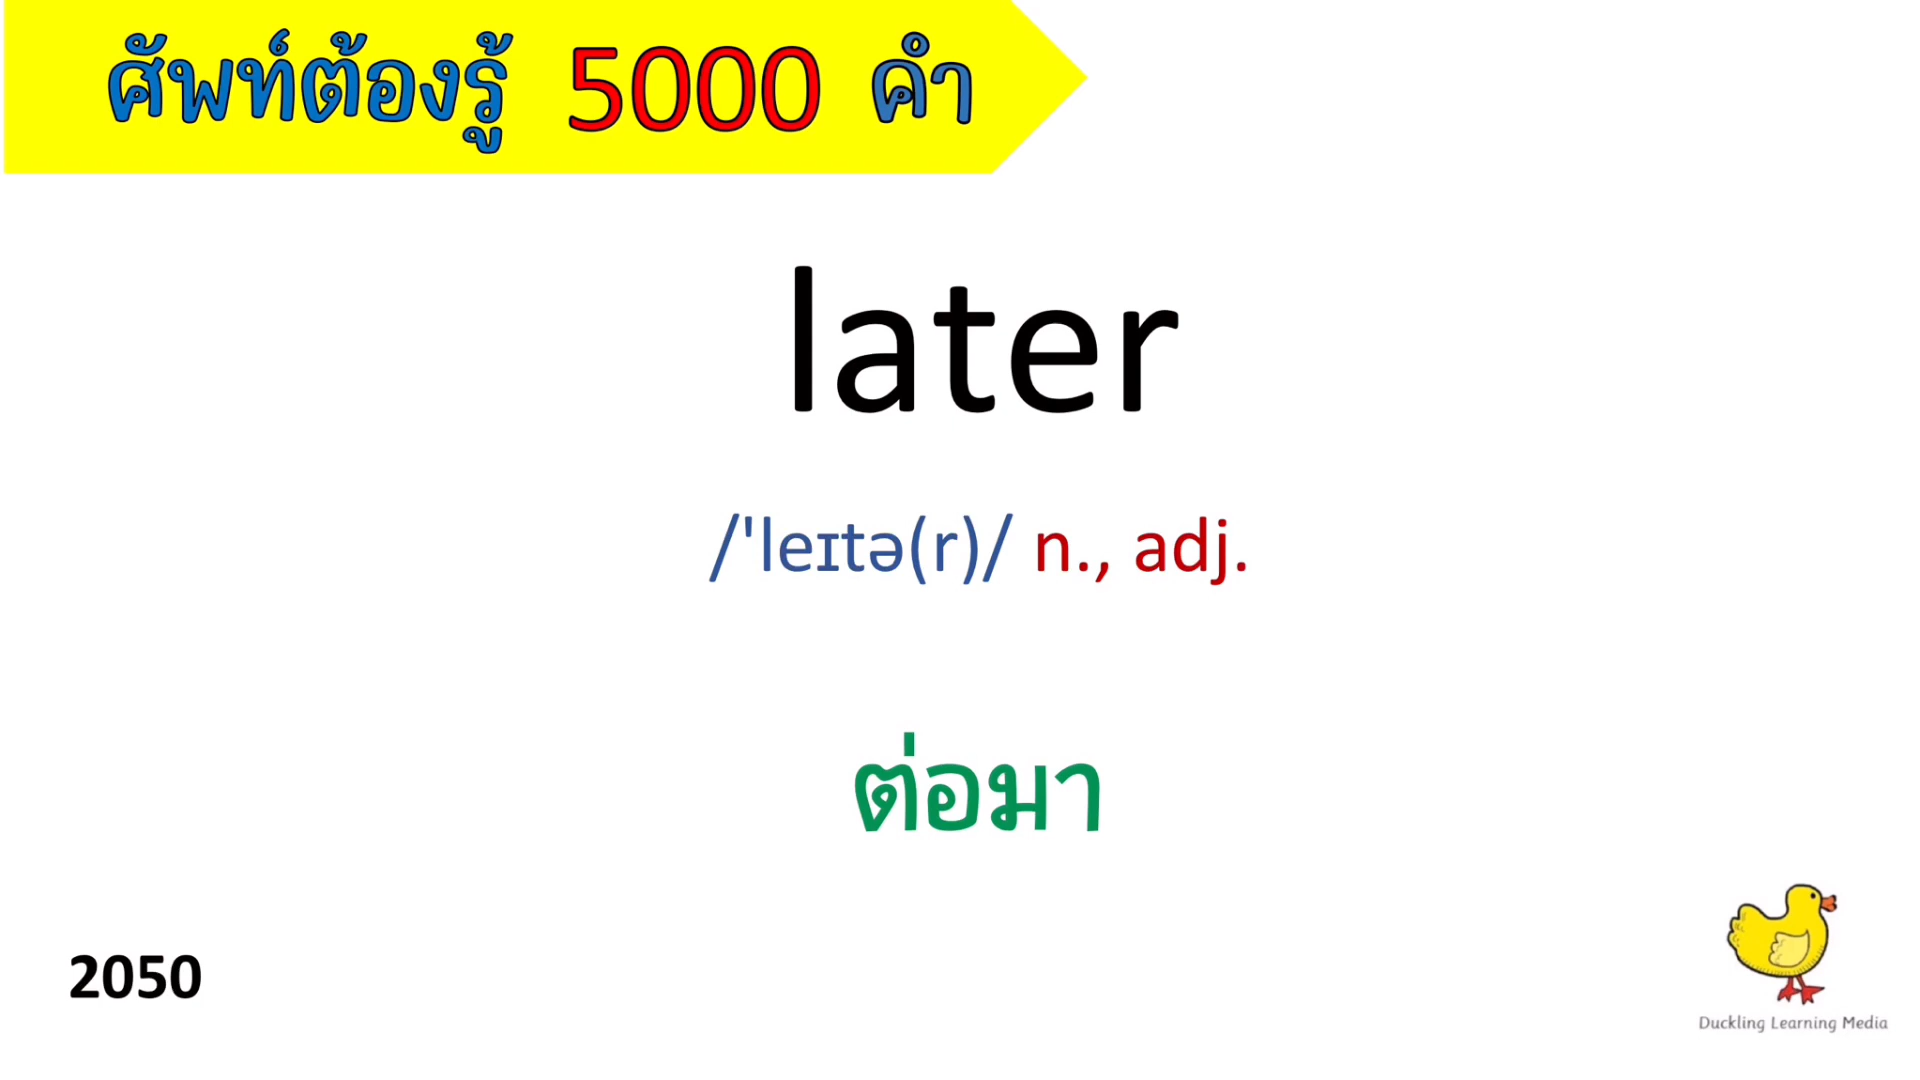 ศัพท์ต้องรู้ 5000 คำ
later
/ˈleɪtə(r)/ n., adj.
ต่อมา
2050
Duckling Learning Media